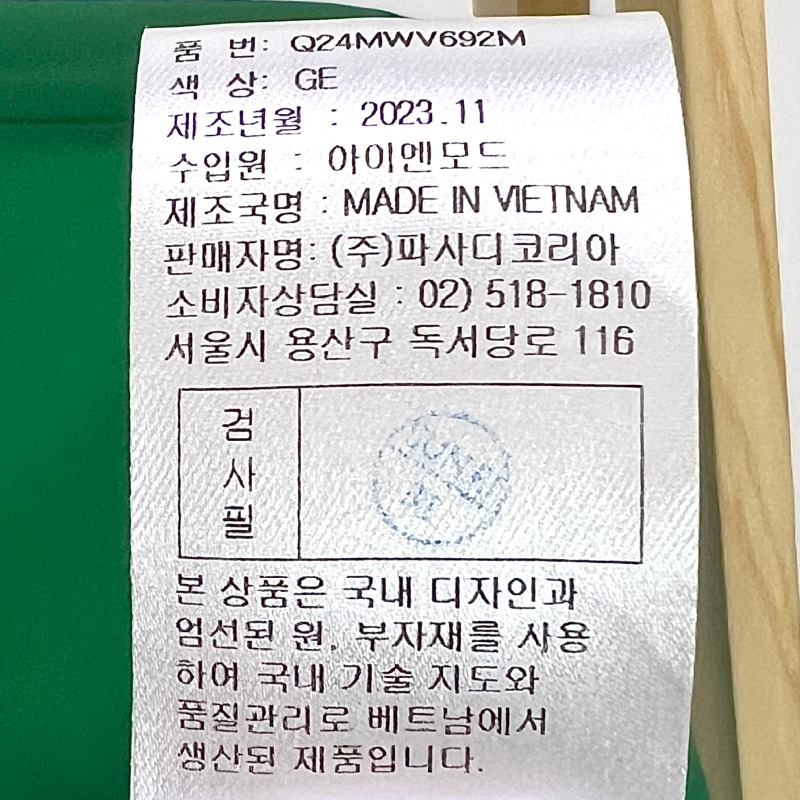 품 번: Q24MWV692M
색 상: GE
제조년월 : 2023.11
수입원 : 아이엔모드
제조국명 : MADE IN VIETNAM
판매자명: (주)파사디코리아
소비자상담실 : 02) 518-1810
서울시 용산구 독서당로 116
검
사
필
본 상품은 국내 디자인과
엄선된 원, 부자재를 사용
하여 국내 기술 지도와
품질관리로 베트남에서
생산된 제품입니다.